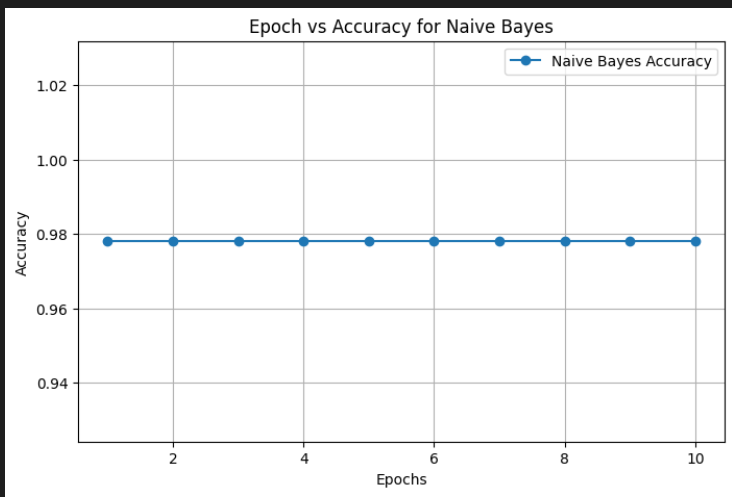 Epoch vs Accuracy for Naive Bayes
Naive Bayes Accuracy
1.02
1.00
0.98
0.96
0.94
Accuracy
2 4 6 8 10
Epochs